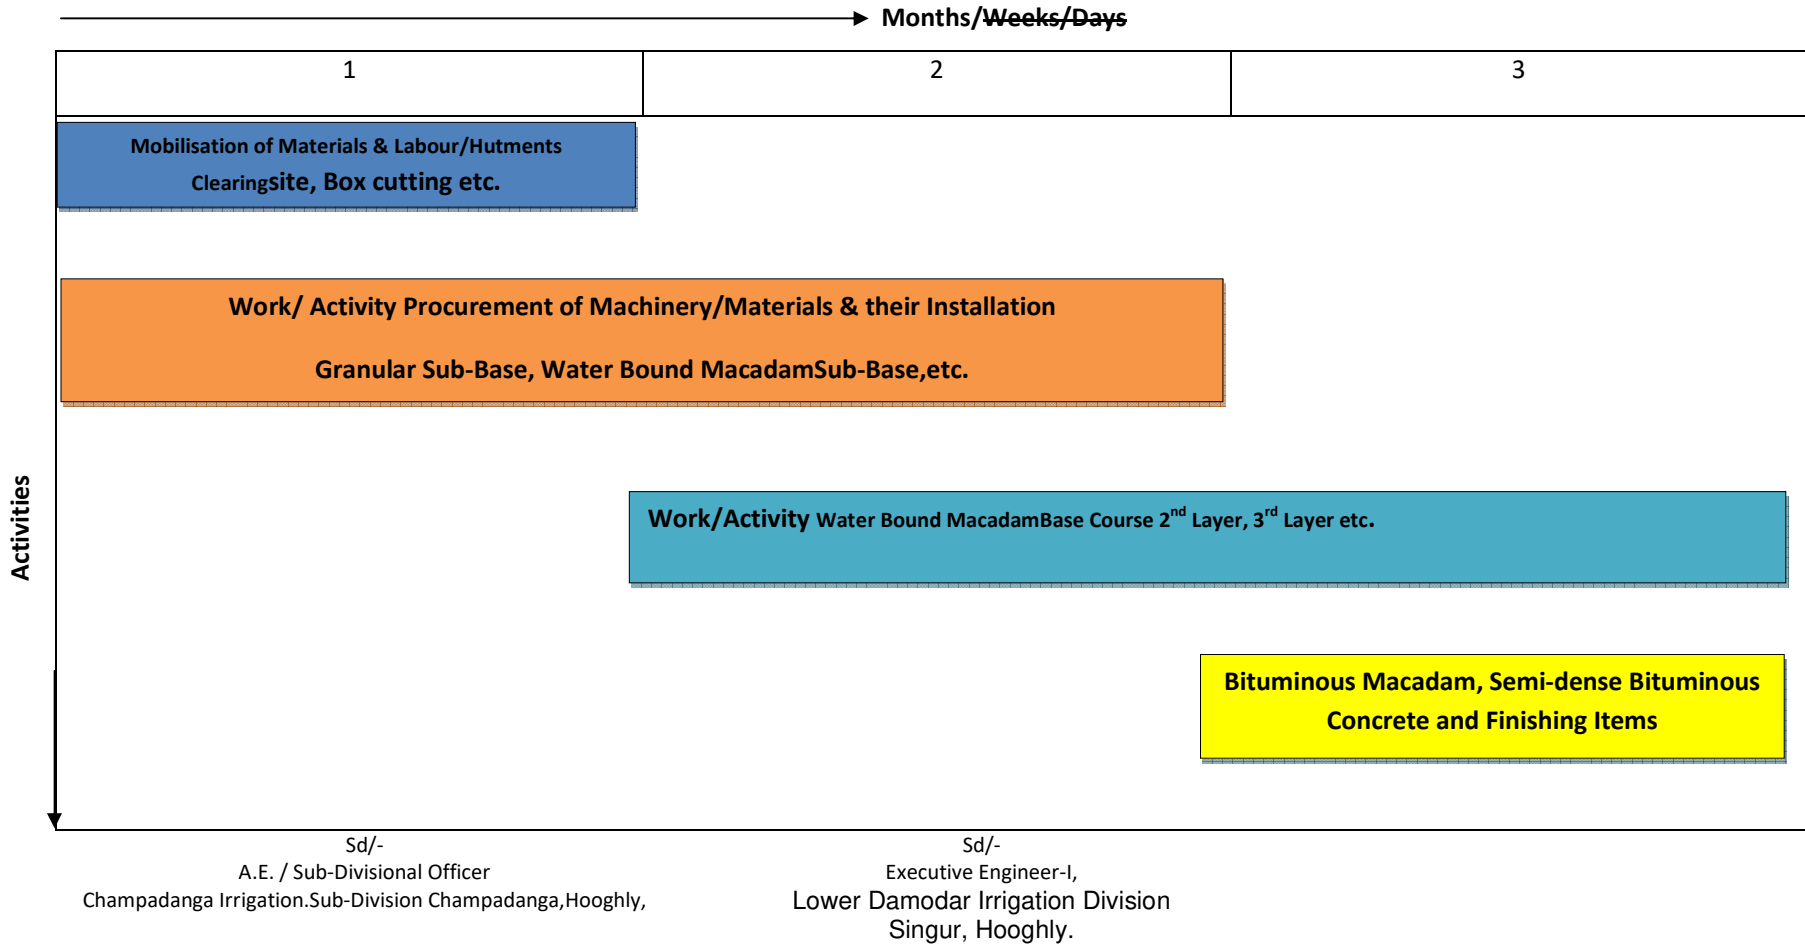 Months/Weeks/Days
1 2 3
Mobilisation of Materials & Labour/Hutments
Clearingsite, Box cutting etc.
Work/ Activity Procurement of Machinery/Materials & their Installation
Granular Sub-Base, Water Bound MacadamSub-Base,etc.
Activities
Work/Activity Water Bound MacadamBase Course 2nd Layer, 3rd Layer etc.
Bituminous Macadam, Semi-dense Bituminous
Concrete and Finishing Items
Sd/-
A.E. / Sub-Divisional Officer
Champadanga Irrigation.Sub-Division Champadanga,Hooghly,
Sd/-
Executive Engineer-I,
Lower Damodar Irrigation Division
Singur, Hooghly.